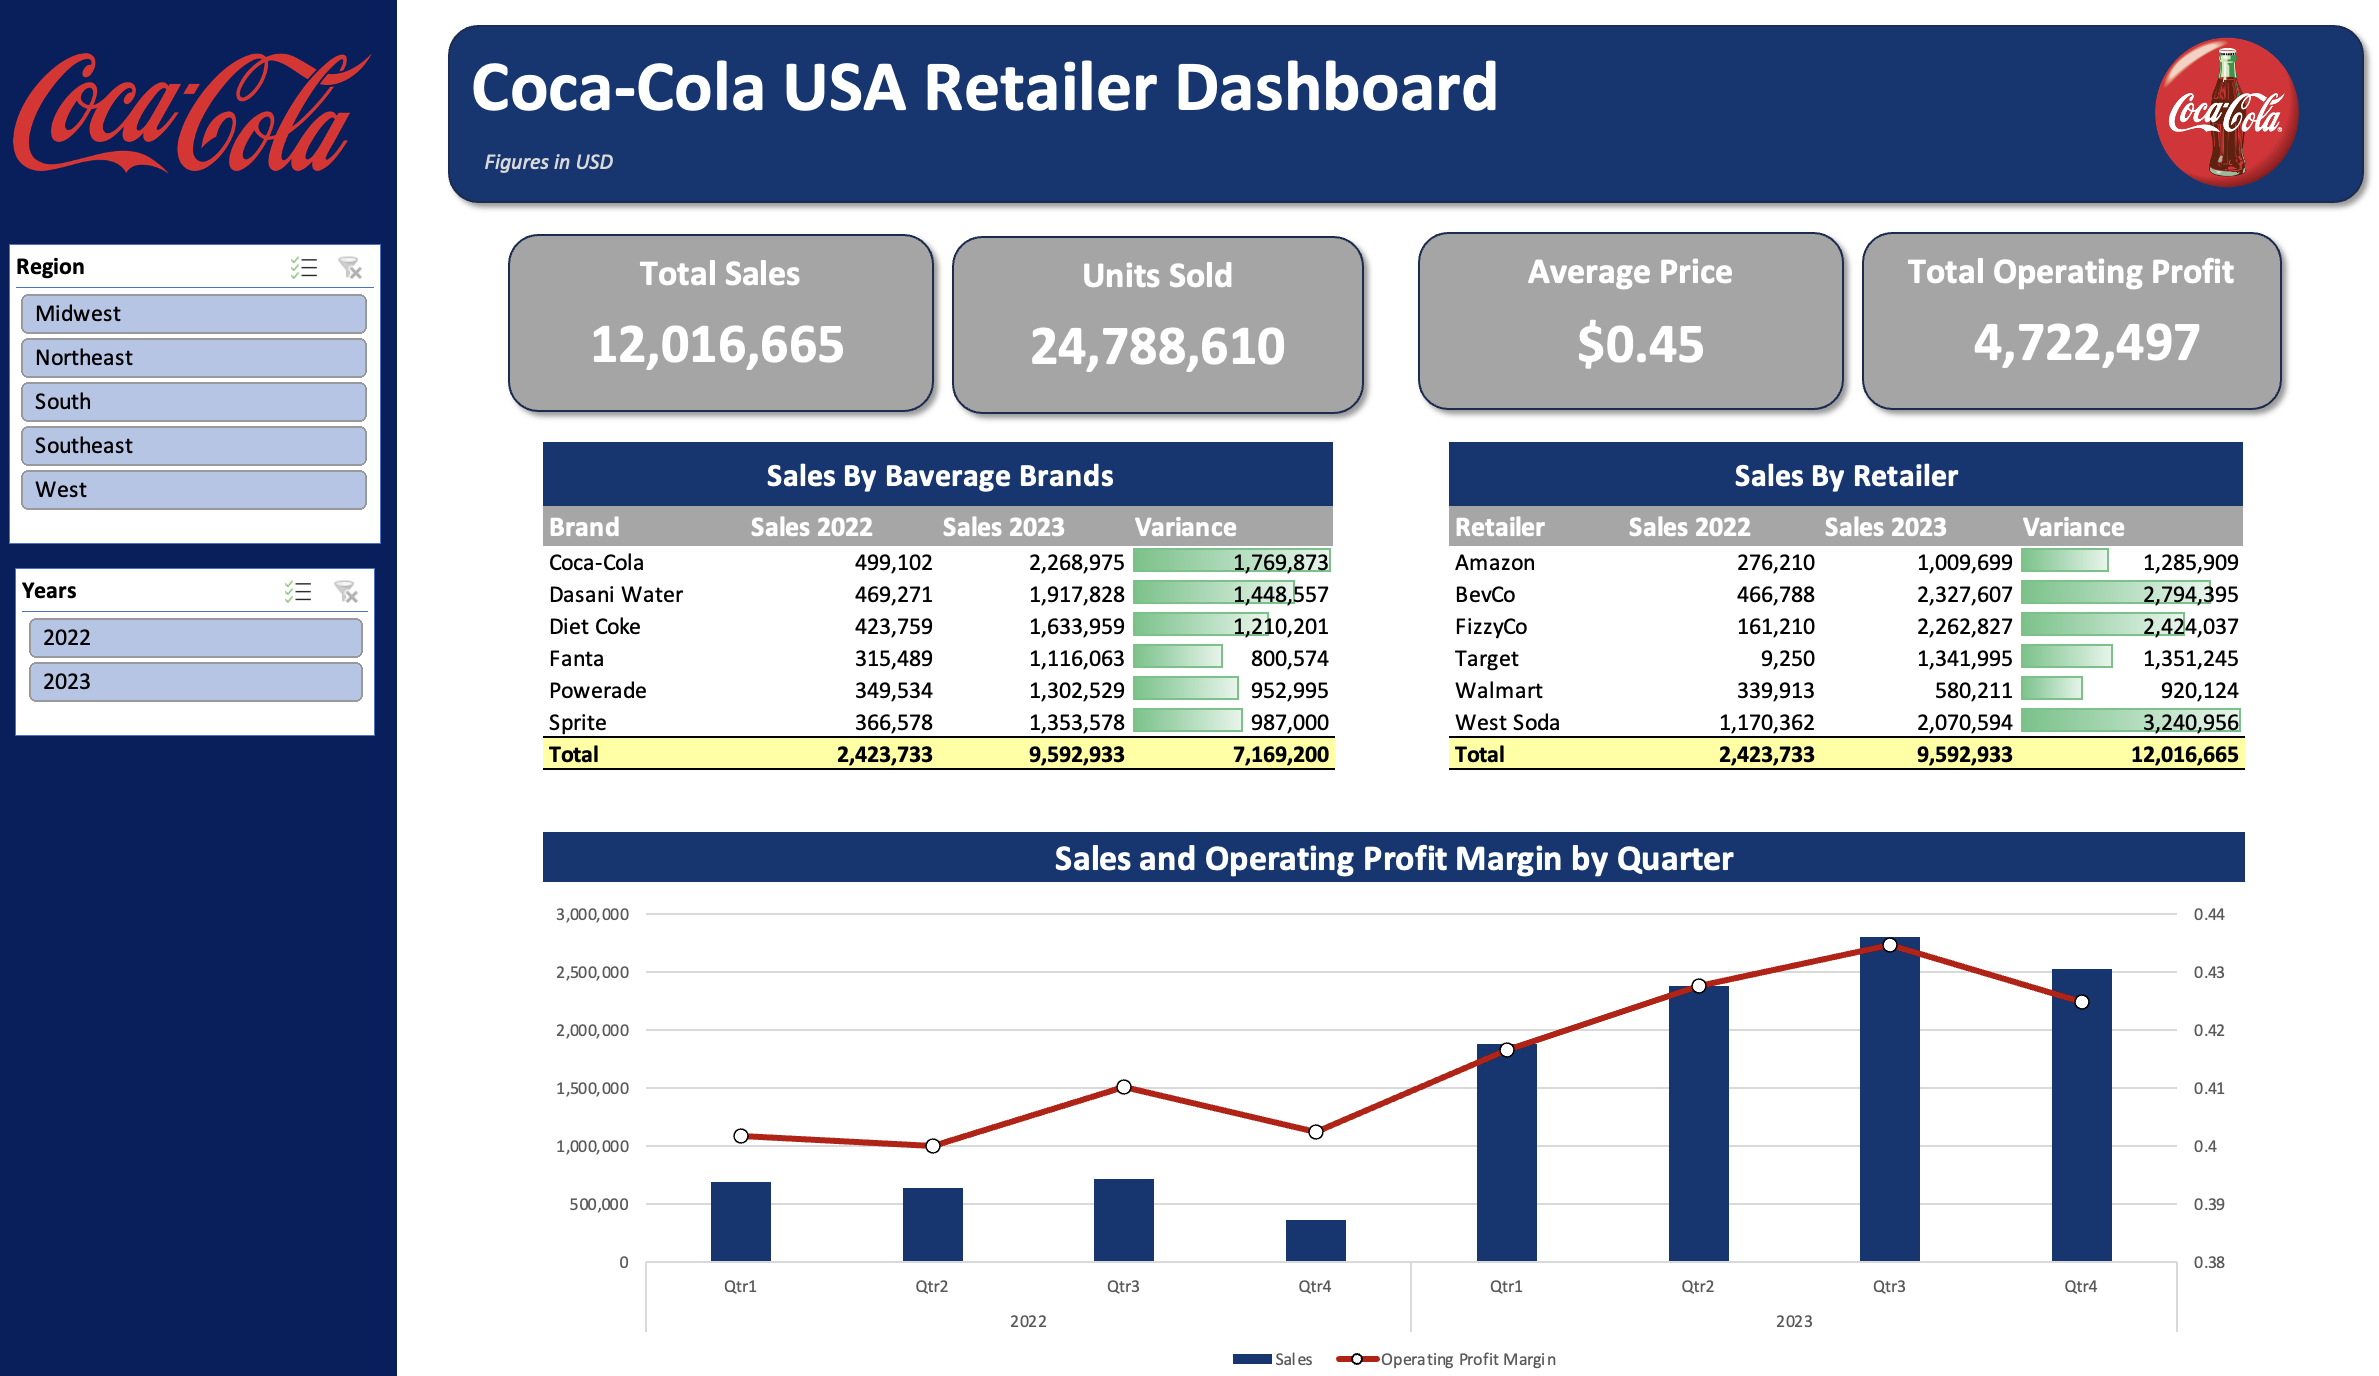 Coca-Cola
Coca-Cola USA Retailer Dashboard
Figures in USD
Coca-Cola
Region
Midwest
Northeast
South
Southeast
West
Years
2022
2023
Total Sales
12,016,665
Units Sold
24,788,610
Average Price
$0.45
Total Operating Profit
4,722,497
Sales By Baverage Brands
Brand Sales 2022 Sales 2023 Variance
Coca-Cola 499,102 2,268,975 1,769,873
Dasani Water 469,271 1,917,828 1,448,557
Diet Coke 423,759 1,633,959 1,210,201
Fanta 315,489 1,116,063 800,574
Powerade 349,534 1,302,529 952,995
Sprite 366,578 1,353,578 987,000
Total 2,423,733 9,592,933 7,169,200
Sales By Retailer
Retailer Sales 2022 Sales 2023 Variance
Amazon 276,210 1,009,699 1,285,909
BevCo 466,788 2,327,607 2,794,395
FizzyCo 161,210 2,262,827 2,424,037
Target 9,250 1,341,995 1,351,245
Walmart 339,913 580,211 920,124
West Soda 1,170,362 2,070,594 3,240,956
Total 2,423,733 9,592,933 12,016,665
Sales and Operating Profit Margin by Quarter
3,000,000 0.44
2,500,000 0.43
2,000,000 0.42
1,500,000 0.41
1,000,000 0.4
500,000 0.39
0 0.38
Qtr1 Qtr2 Qtr3 Qtr4 Qtr1 Qtr2 Qtr3 Qtr4
2022 2023
Sales Operating Profit Margin